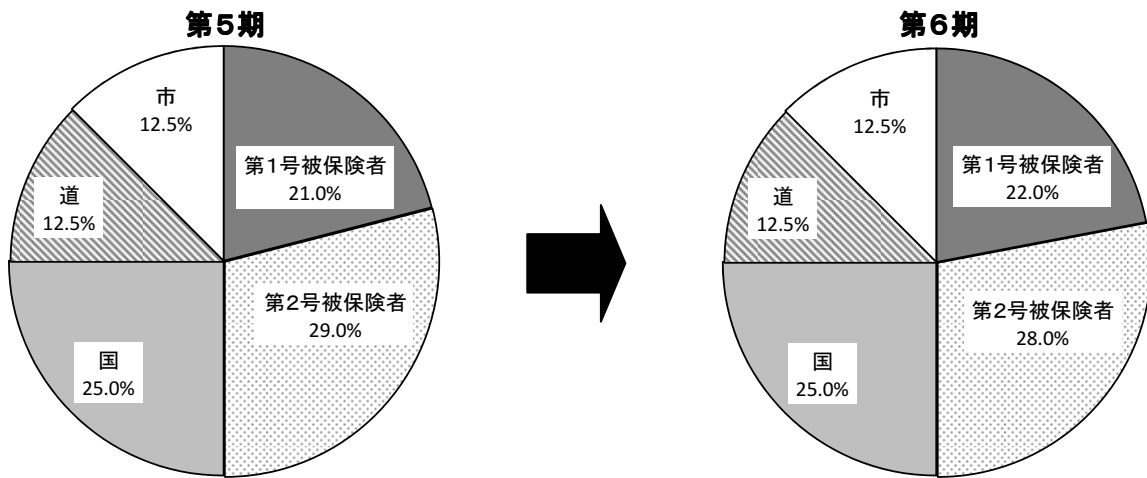 第5期
市
12.5%
第1号被保険者
21.0%
道
12.5%
第2号被保険者
29.0%
国
25.0%
第6期
市
12.5%
第1号被保険者
22.0%
道
12.5%
第2号被保険者
28.0%
国
25.0%